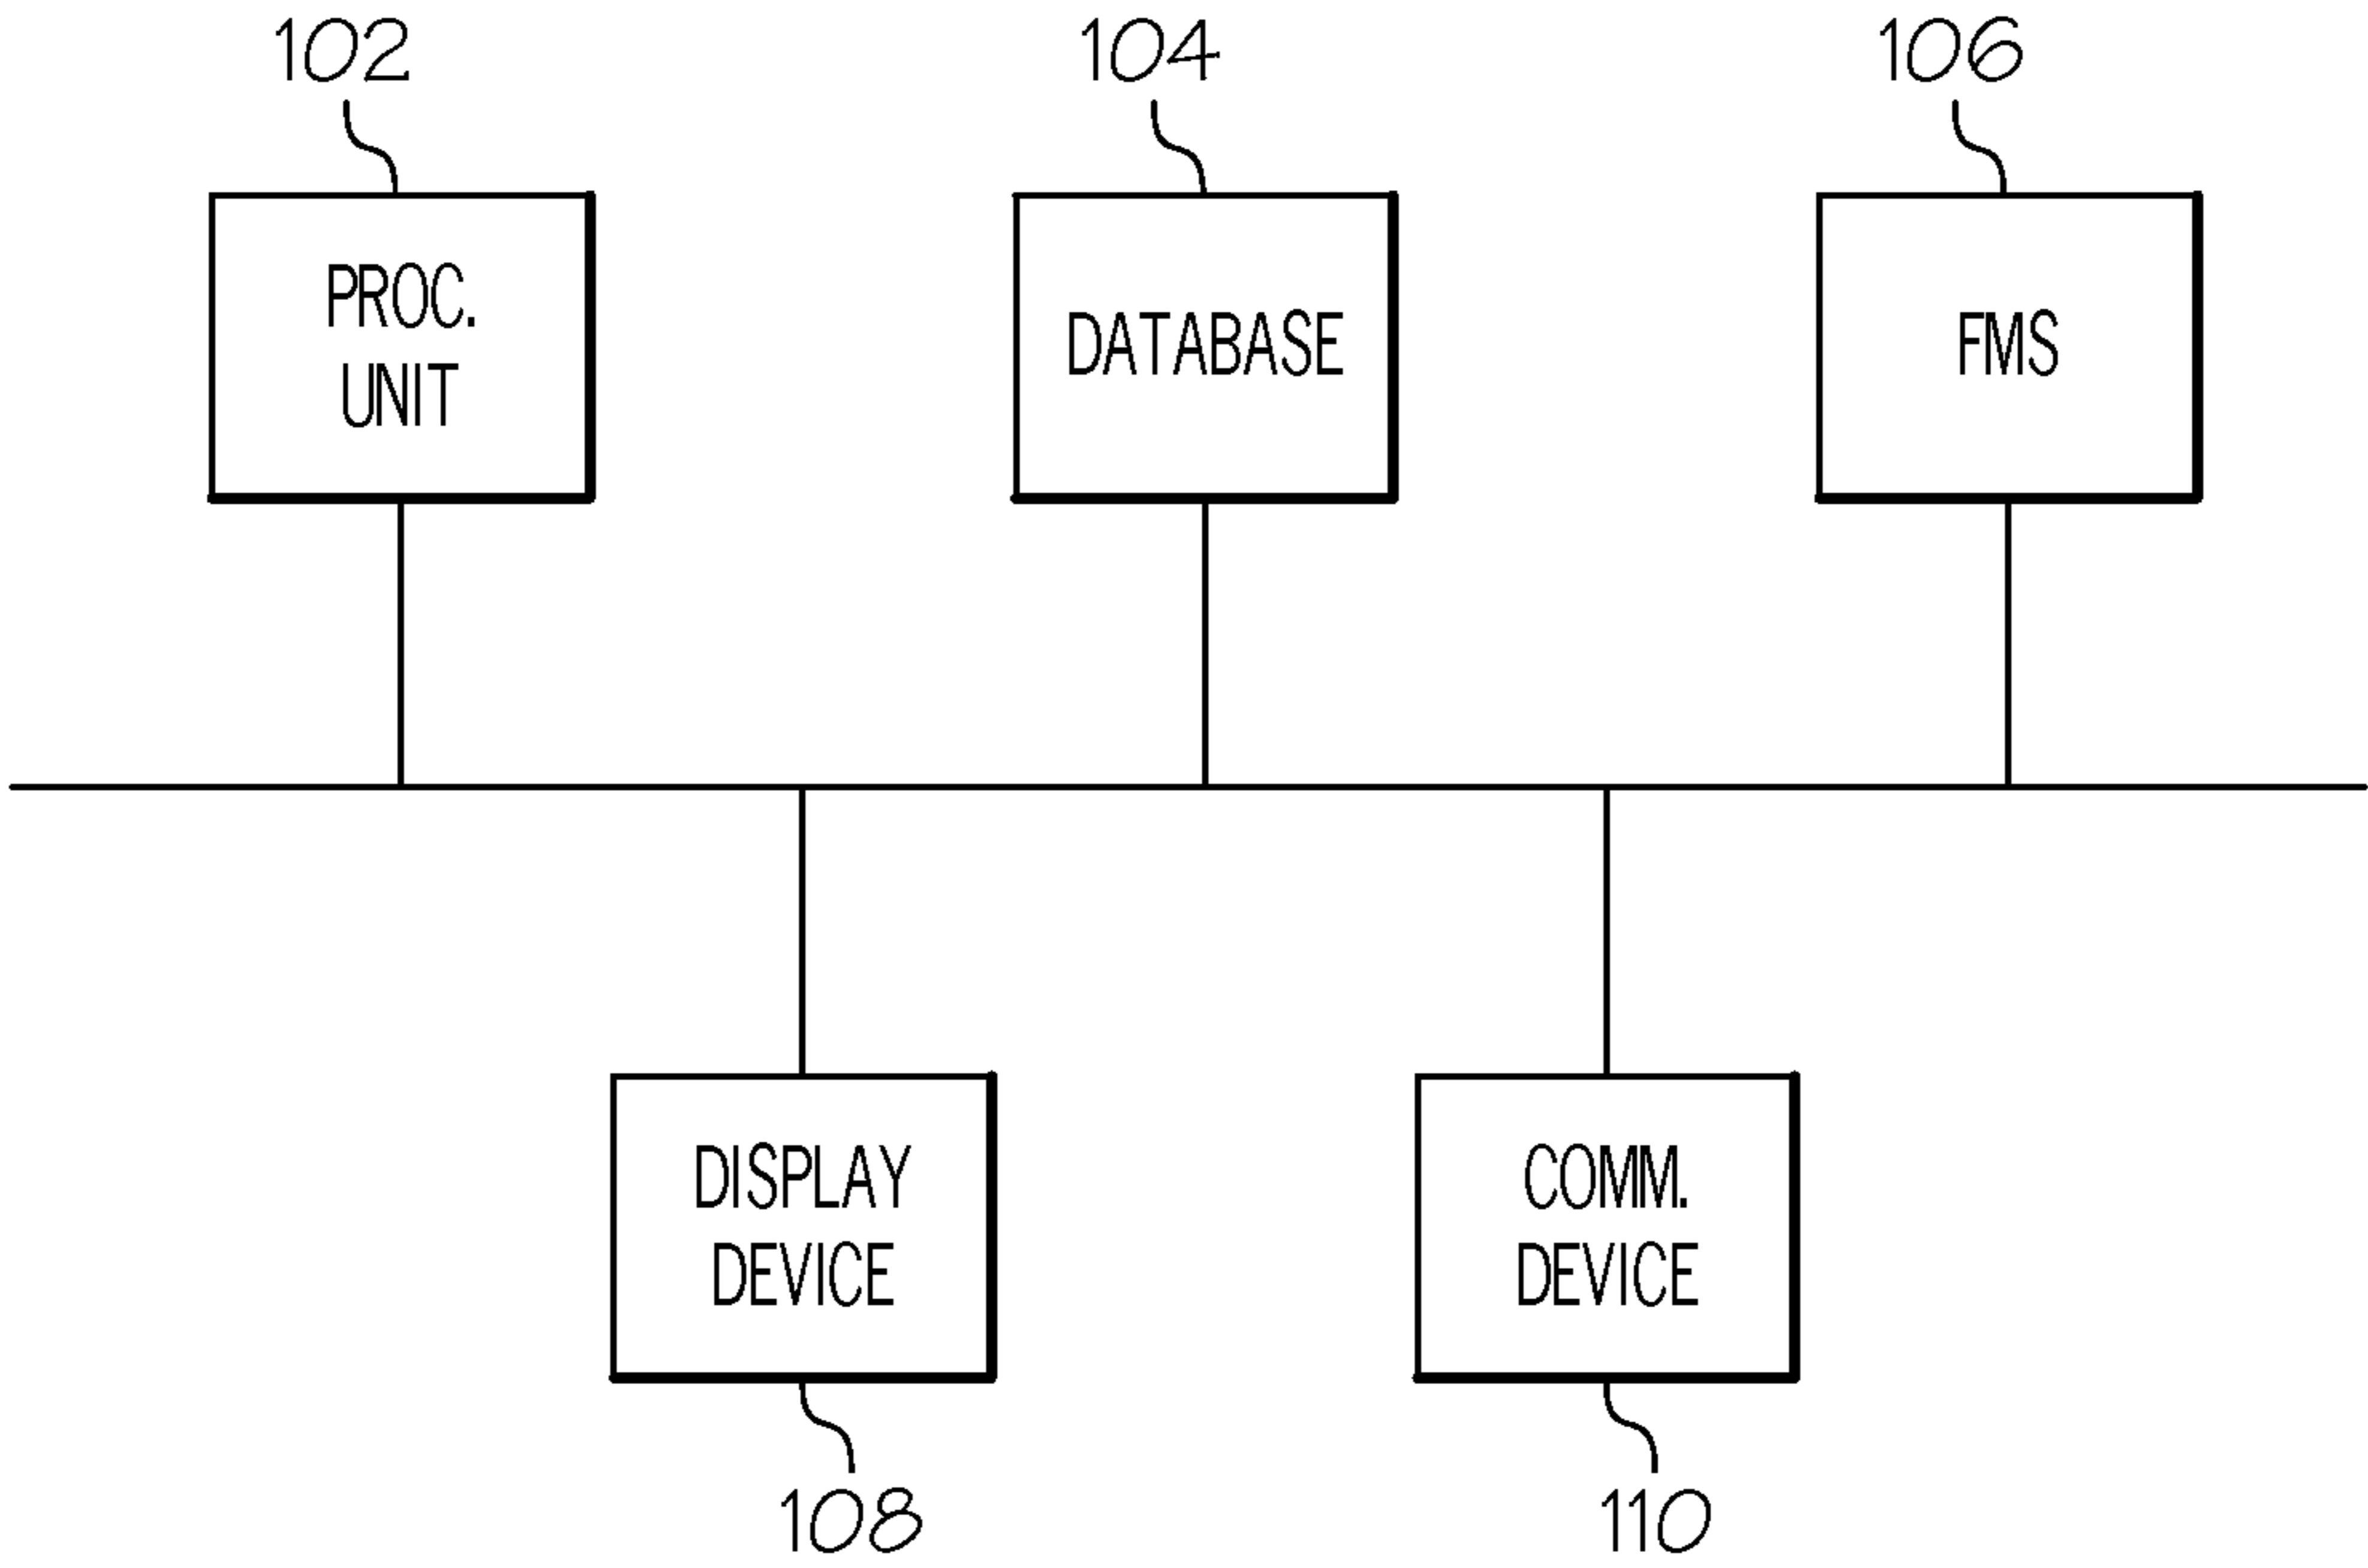 102
104
106
PROC.
UNIT
DATABASE
FMS
DISPLAY
DEVICE
COMM.
DEVICE
108
110